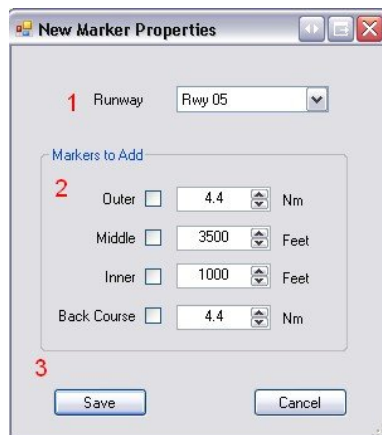 New Marker Properties
1 Runway Rwy 05
Markers to Add
2
Outer 4.4 Nm
Middle 3500 Feet
Inner 1000 Feet
Back Course 4.4 Nm
3
Save Cancel